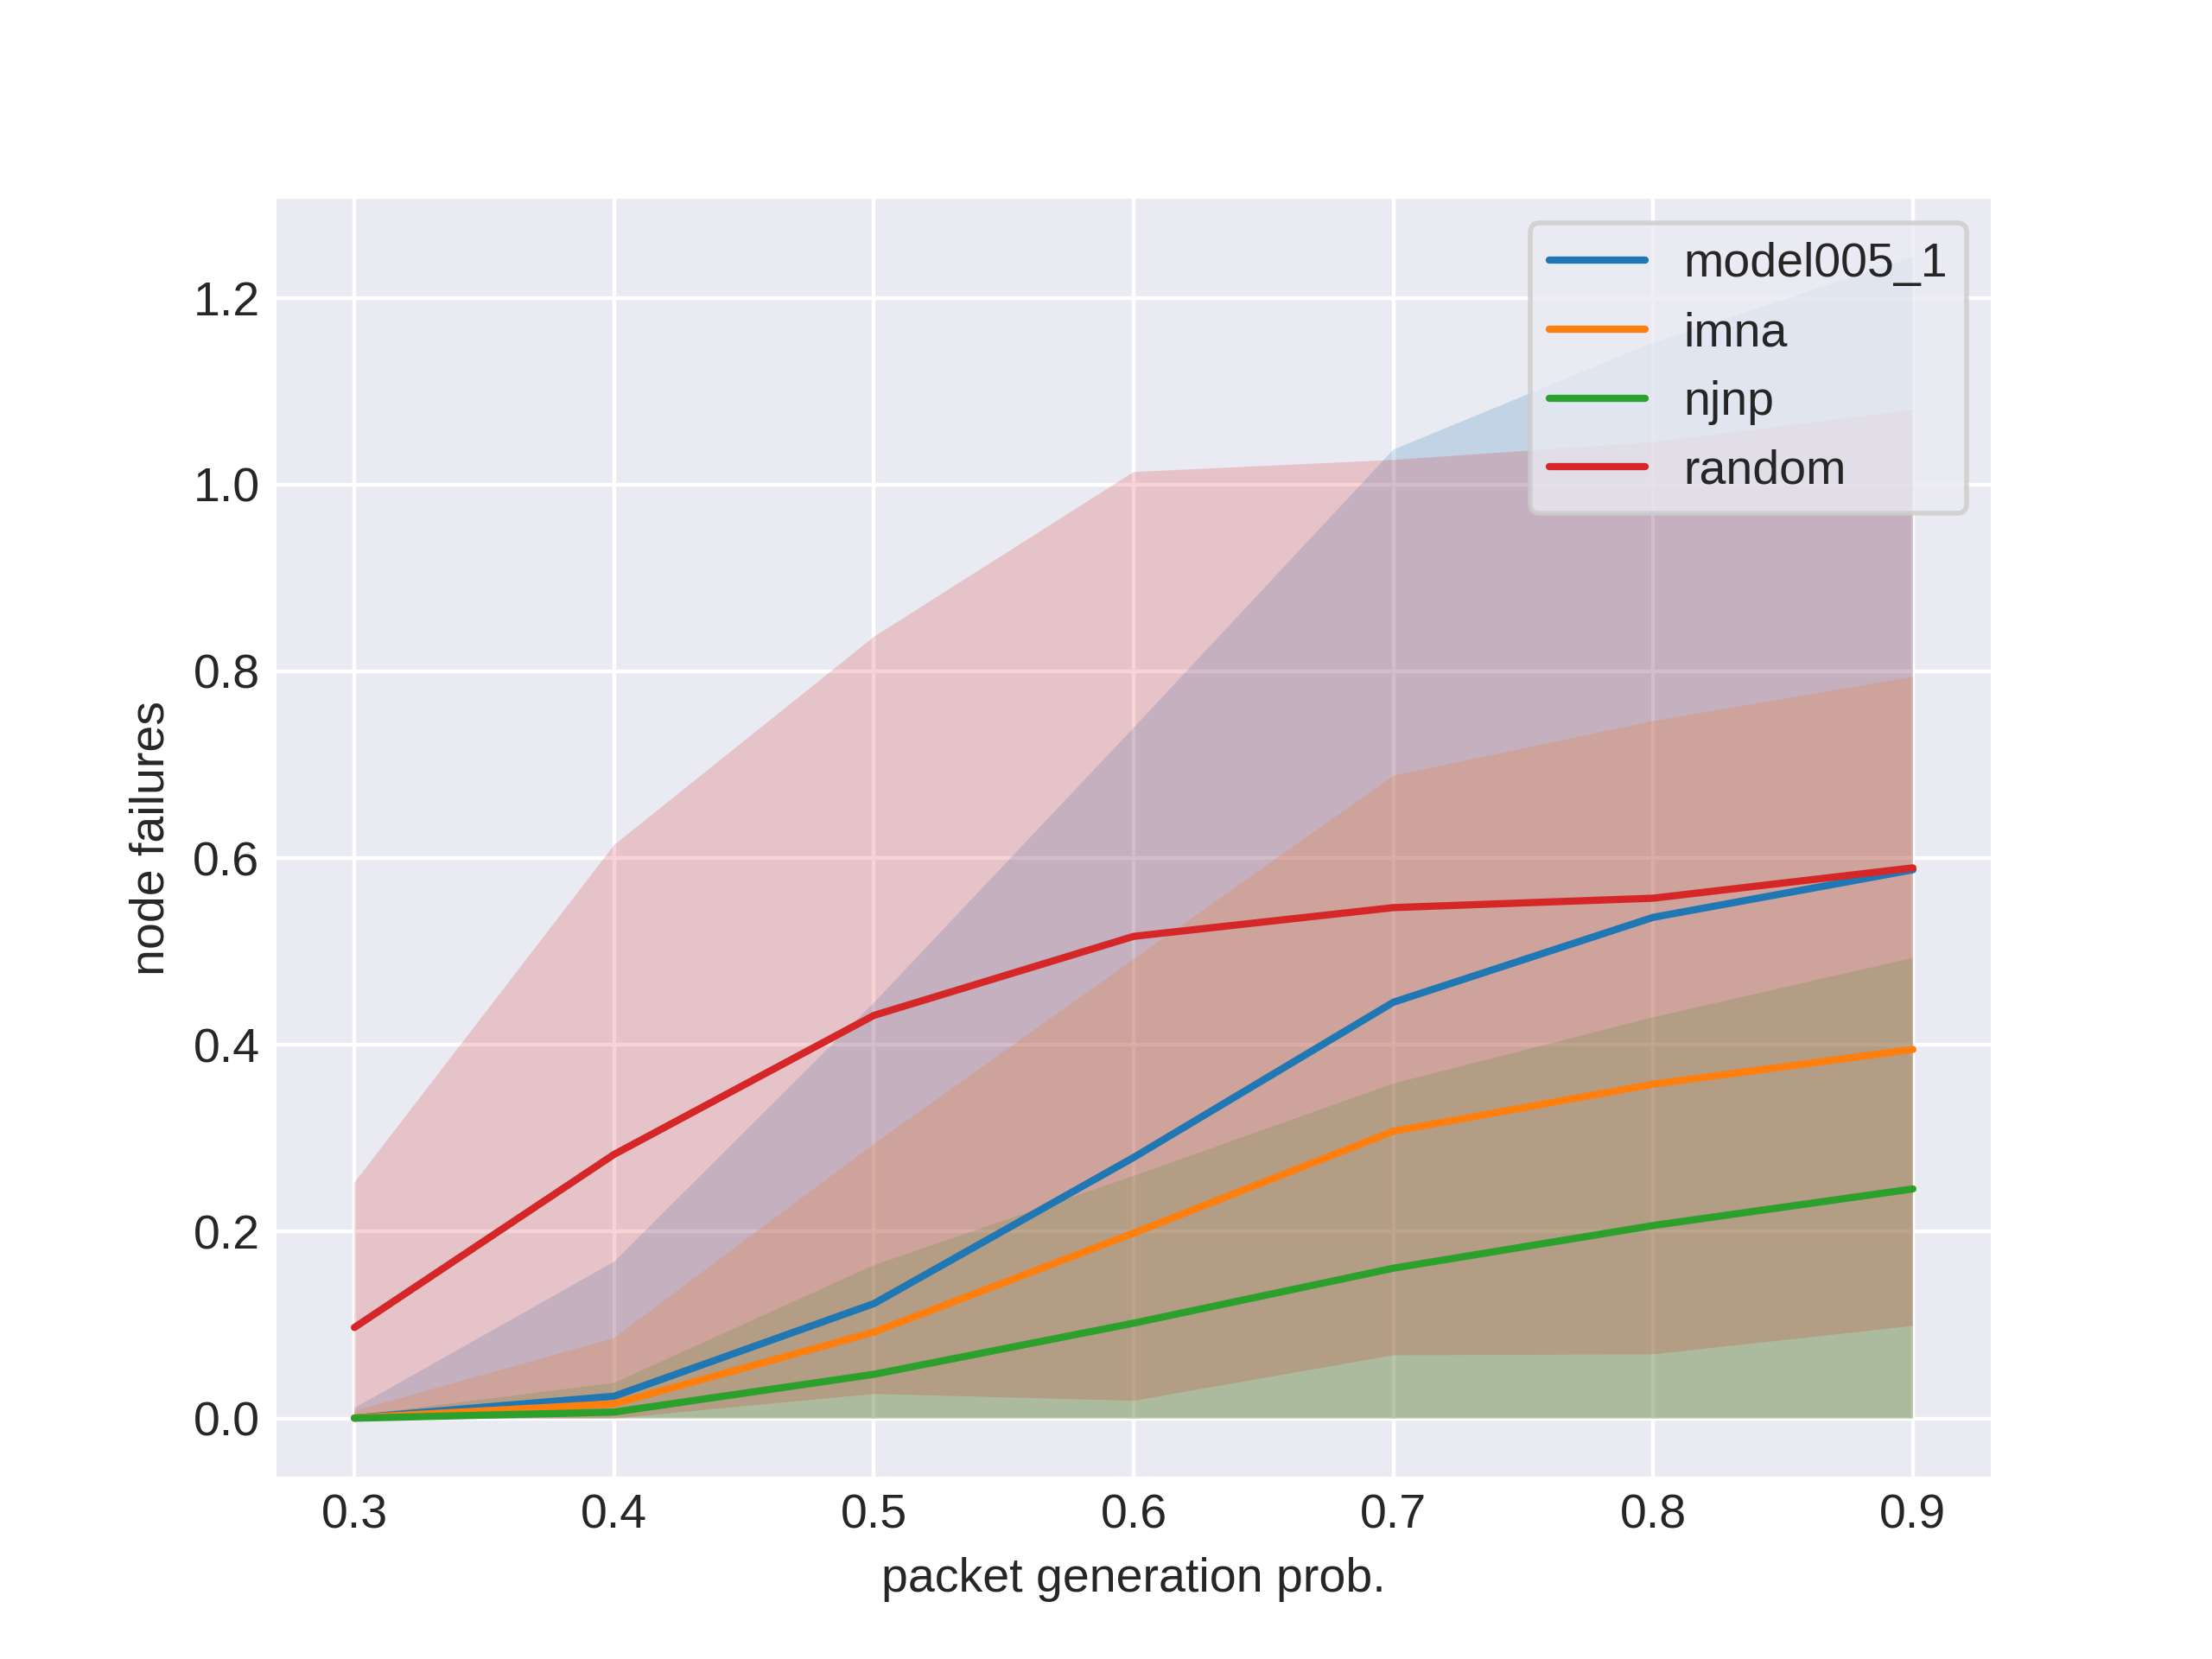 model005_1
imna
njnp
random
1.2
1.0
0.8
0.6
0.4
0.2
0.0
node failures
0.3 0.4 0.5 0.6 0.7 0.8 0.9
packet generation prob.